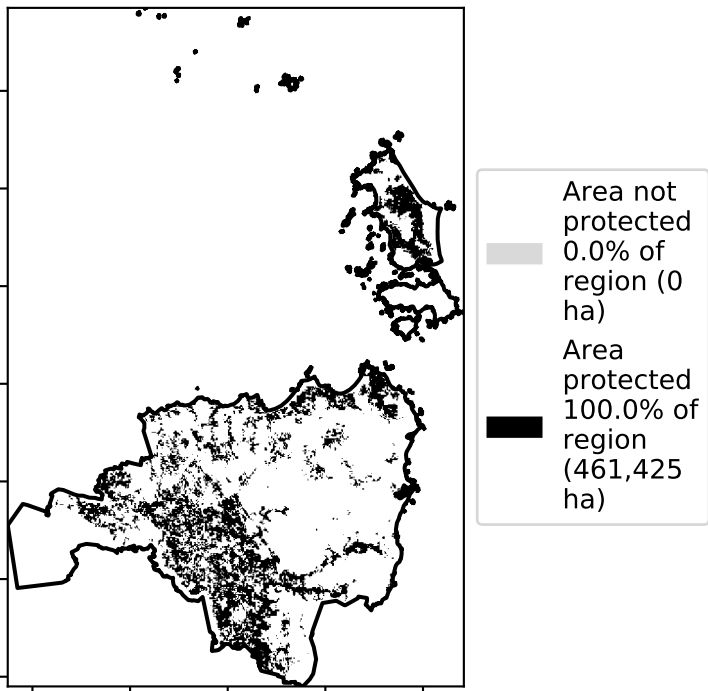 Area not
protected
0.0% of
region (0
ha)
Area
protected
100.0% of
region
(461,425
ha)